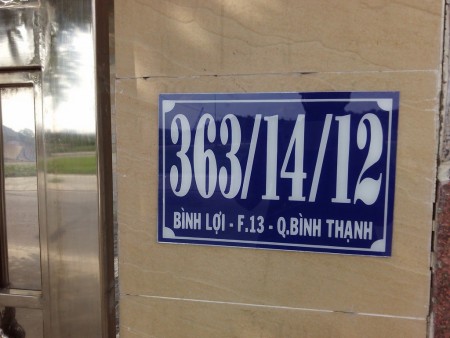 363/14/12
BÌNH LỢI - F.13 - Q.BÌNH THẠNH